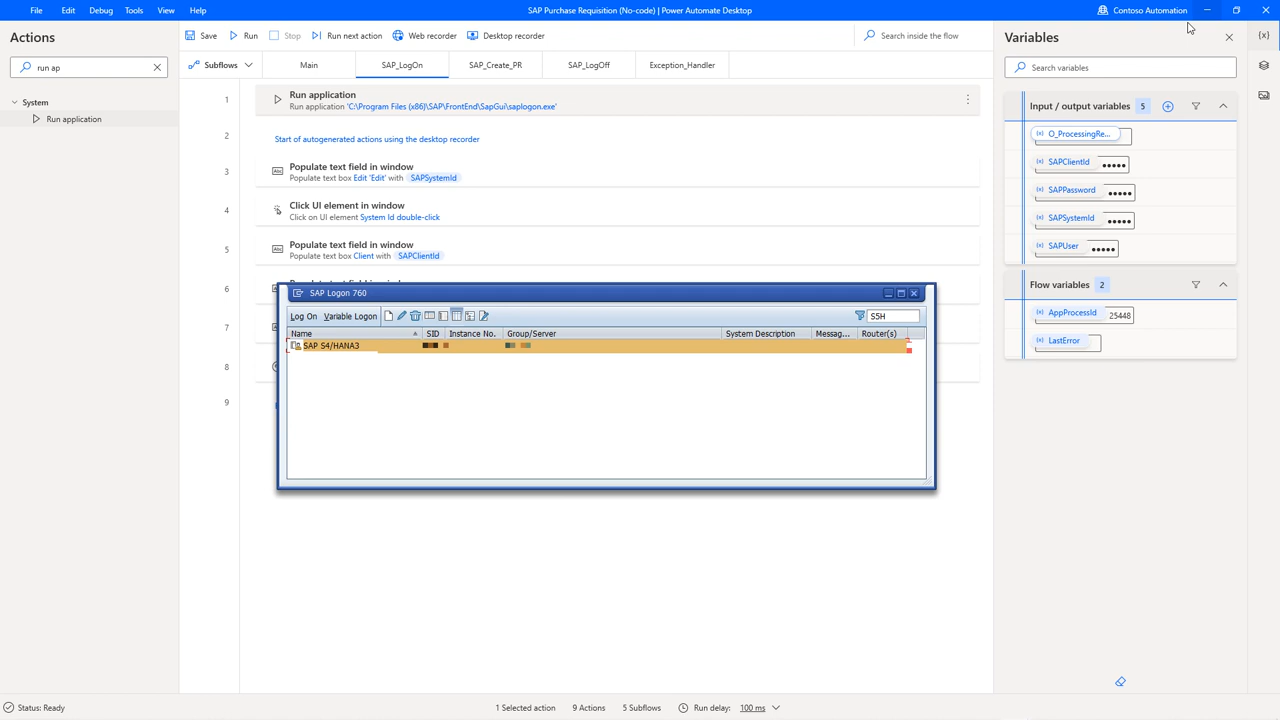 File Edit Debug Tools View Help
SAP Purchase Requisition (No-code) | Power Automate Desktop
Contoso Automation
Actions
run ap
System
Run application
Save Run Stop Run next action Web recorder Desktop recorder
Search inside the flow
Subflows Main SAP_LogOn SAP_Create_PR SAP_LogOff Exception_Handler
1 Run application
Run application 'C:\Program Files (x86)\SAP\FrontEnd\SapGui\saplogon.exe'
2 Start of autogenerated actions using the desktop recorder
3 Populate text field in window
Populate text box Edit 'Edit' with SAPSystemId
4 Click UI element in window
Click on UI element System Id double-click
5 Populate text field in window
Populate text box Client with SAPClientId
6
7
8
9
SAP Logon 760
Log On Variable Logon S5H
Name SID Instance No. Group/Server System Description Messag... Router(s)
SAP S4/HANA3
Variables
Search variables
Input / output variables 5
O_ProcessingRe...
SAPClientId •••••
SAPPassword •••••
SAPSystemId •••••
SAPUser •••••
Flow variables 2
AppProcessId 25448
LastError
Status: Ready
1 Selected action 9 Actions 5 Subflows Run delay: 100 ms